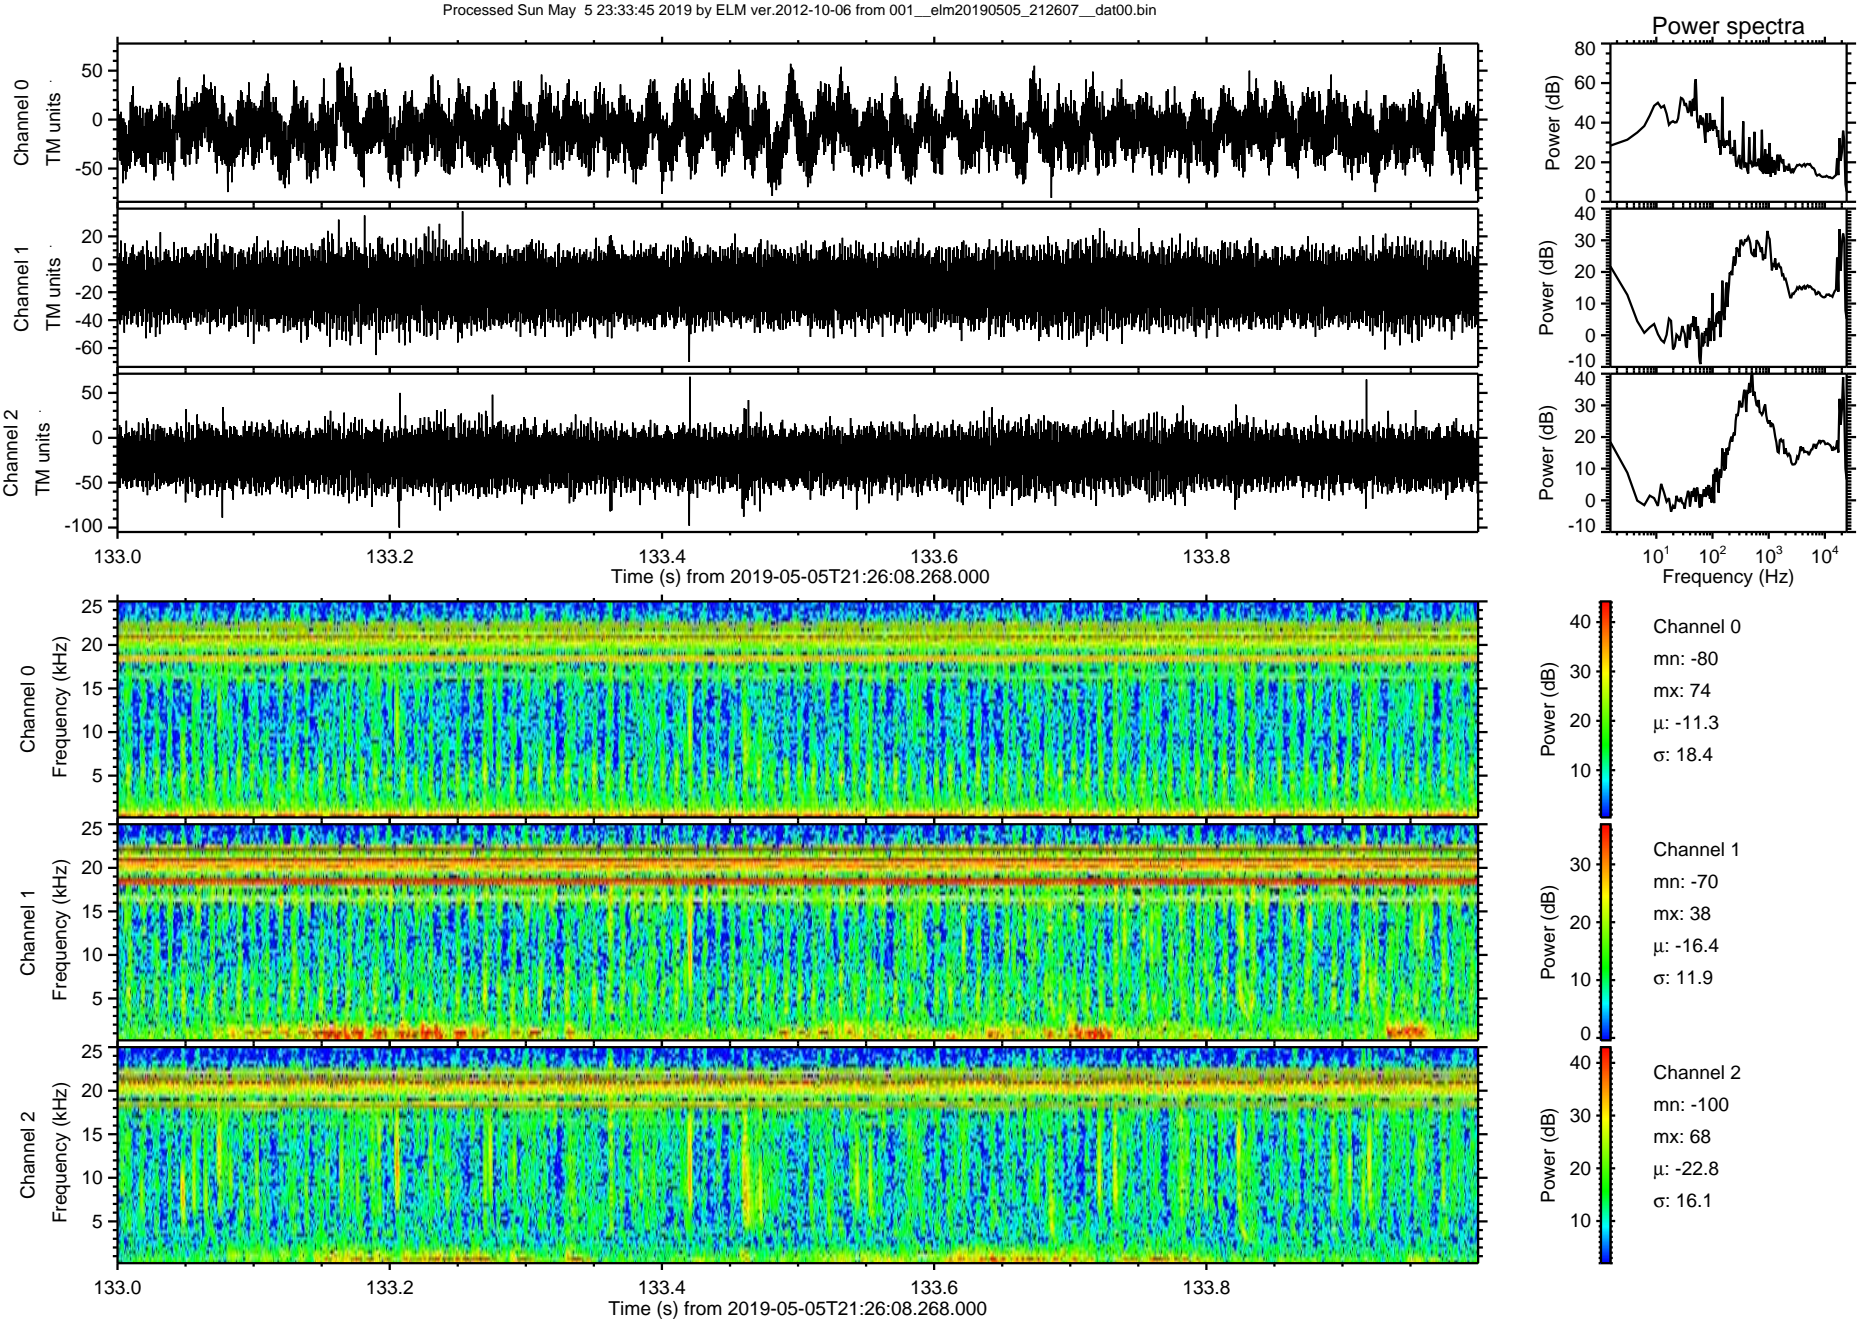 Processed Sun May  5 23:33:45 2019 by ELM ver.2012-10-06 from 001__elm20190505_212607__dat00.bin
Power spectra
Channel 0
TM units
50
0
-50
Power (dB)
80
60
40
20
0
Channel 1
TM units
20
0
-20
-40
-60
Power (dB)
40
30
20
10
0
-10
Channel 2
TM units
50
0
-50
-100
Power (dB)
40
30
20
10
0
-10
133.0 133.2 133.4 133.6 133.8
Time (s) from 2019-05-05T21:26:08.268.000
10^1 10^2 10^3 10^4
Frequency (Hz)
Channel 0
Frequency (kHz)
25
20
15
10
5
Power (dB)
40
30
20
10
Channel 0
mn: -80
mx: 74
μ: -11.3
σ: 18.4
Channel 1
Frequency (kHz)
25
20
15
10
5
Power (dB)
30
20
10
0
Channel 1
mn: -70
mx: 38
μ: -16.4
σ: 11.9
Channel 2
Frequency (kHz)
25
20
15
10
5
Power (dB)
40
30
20
10
Channel 2
mn: -100
mx: 68
μ: -22.8
σ: 16.1
133.0 133.2 133.4 133.6 133.8
Time (s) from 2019-05-05T21:26:08.268.000